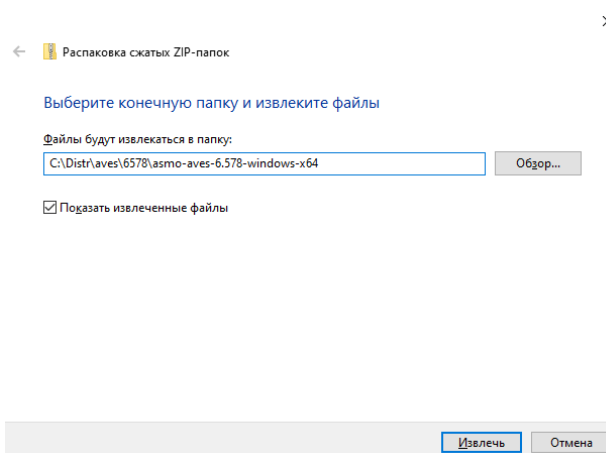 Распаковка сжатых ZIP-папок
Выберите конечную папку и извлеките файлы
Файлы будут извлекаться в папку:
C:\Distr\aves\6578\asmo-aves-6.578-windows-x64
Обзор...
Показать извлеченные файлы
Извлечь
Отмена